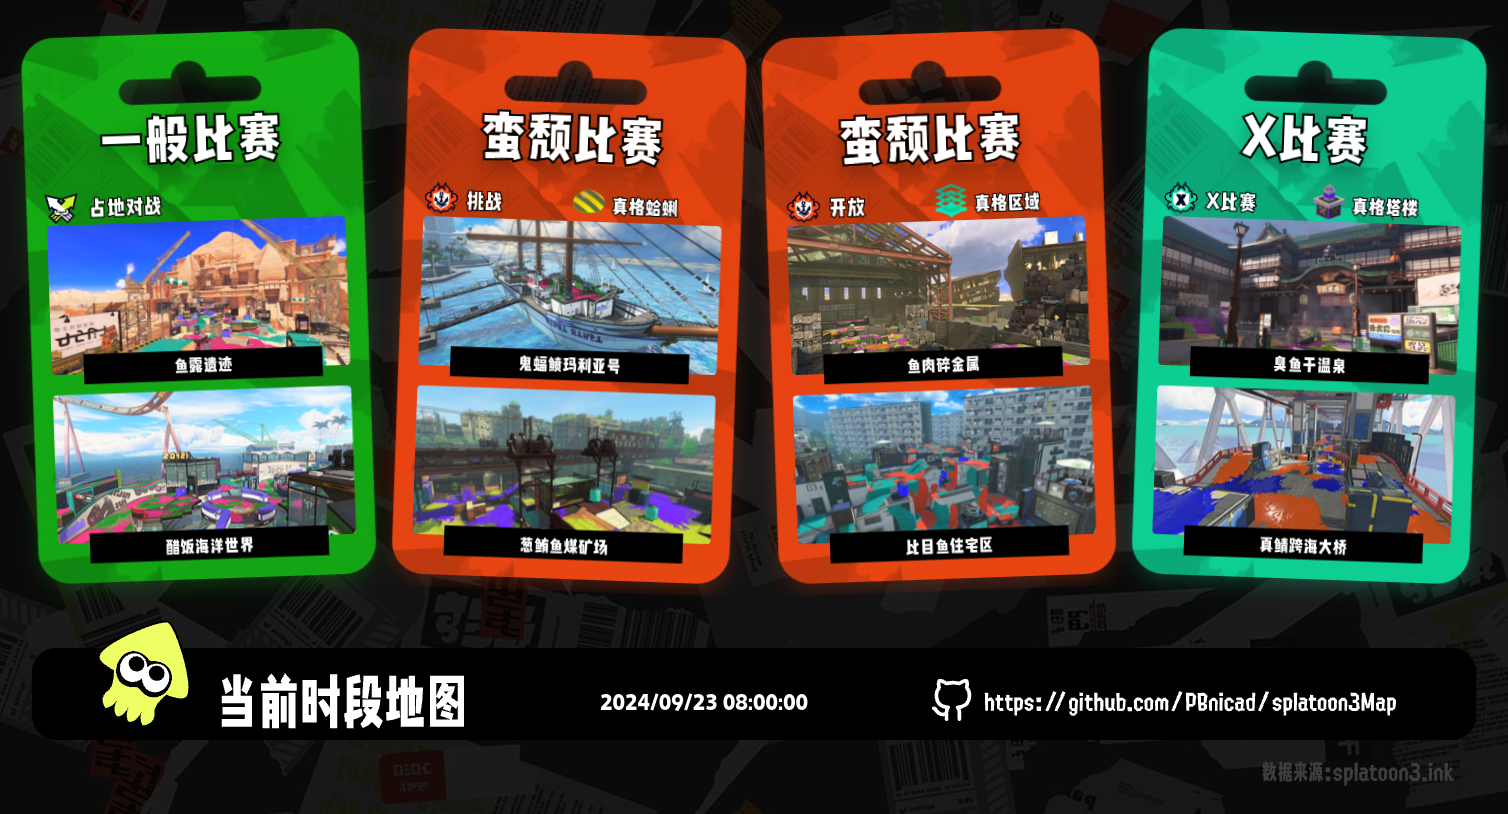 一般比赛
占地对战
鱼露遗迹
醋饭海洋世界
蛮颓比赛
挑战
真格蛤蜊
鬼蝠鲼玛利亚号
葱鲔鱼煤矿场
蛮颓比赛
开放
真格区域
鱼肉碎金属
比目鱼住宅区
X比赛
X比赛
真格塔楼
臭鱼干温泉
真鲭跨海大桥
当前时段地图
2024/09/23 08:00:00
https://github.com/PBnicad/splatoon3Map
数据来源:splatoon3.ink